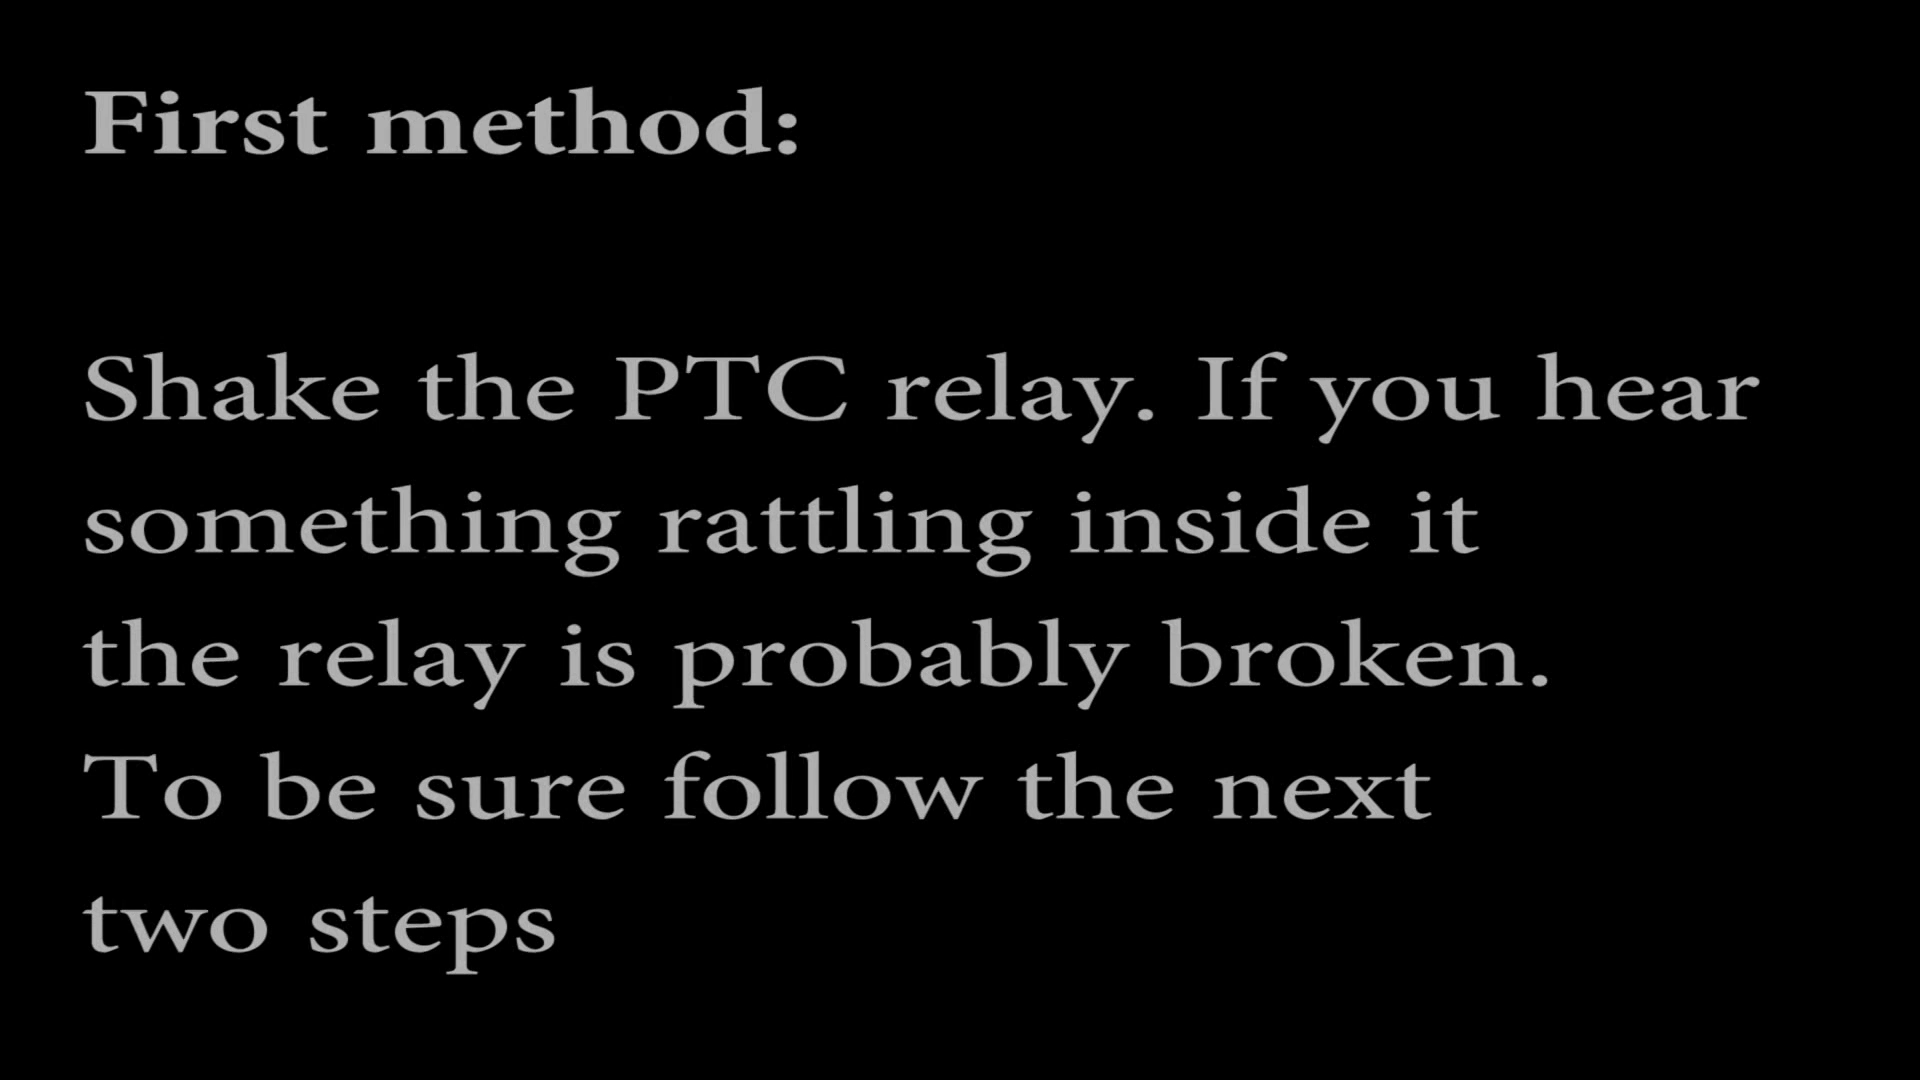 First method:
Shake the PTC relay. If you hear
something rattling inside it
the relay is probably broken.
To be sure follow the next
two steps